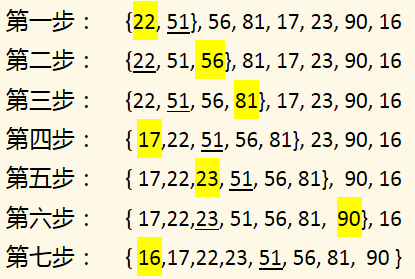 第一步： {22, 51}, 56, 81, 17, 23, 90, 16
第二步： {22, 51, 56}, 81, 17, 23, 90, 16
第三步： {22, 51, 56, 81}, 17, 23, 90, 16
第四步： { 17,22, 51, 56, 81}, 23, 90, 16
第五步： { 17,22,23, 51, 56, 81}, 90, 16
第六步： { 17,22,23, 51, 56, 81, 90}, 16
第七步： { 16,17,22,23, 51, 56, 81, 90 }